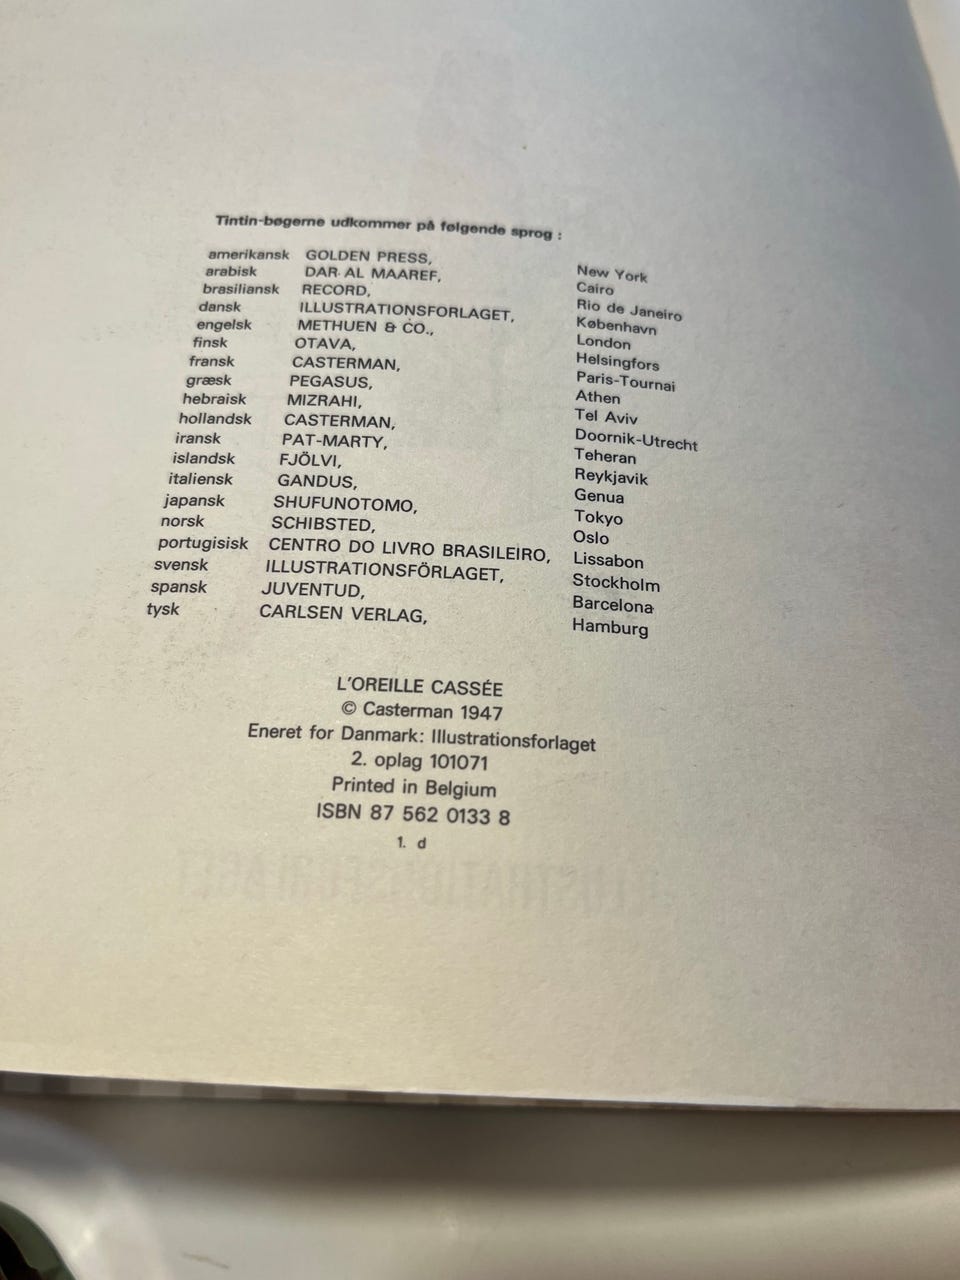 Tintin-bøgerne udkommer på følgende sprog :
amerikansk GOLDEN PRESS, New York
arabisk DAR AL MAAREF, Cairo
brasiliansk RECORD, Rio de Janeiro
dansk ILLUSTRATIONSFORLAGET, København
engelsk METHUEN & CO., London
finsk OTAVA, Helsingfors
fransk CASTERMAN, Paris-Tournai
græsk PEGASUS, Athen
hebraisk MIZRAHI, Tel Aviv
hollandsk CASTERMAN, Doornik-Utrecht
iransk PAT-MARTY, Teheran
islandsk FJÖLVI, Reykjavik
italiensk GANDUS, Genua
japansk SHUFUNOTOMO, Tokyo
norsk SCHIBSTED, Oslo
portugisisk CENTRO DO LIVRO BRASILEIRO, Lissabon
svensk ILLUSTRATIONSFÖRLAGET, Stockholm
spansk JUVENTUD, Barcelona
tysk CARLSEN VERLAG, Hamburg
L'OREILLE CASSÉE
© Casterman 1947
Eneret for Danmark: Illustrationsforlaget
2. oplag 101071
Printed in Belgium
ISBN 87 562 0133 8
1. d